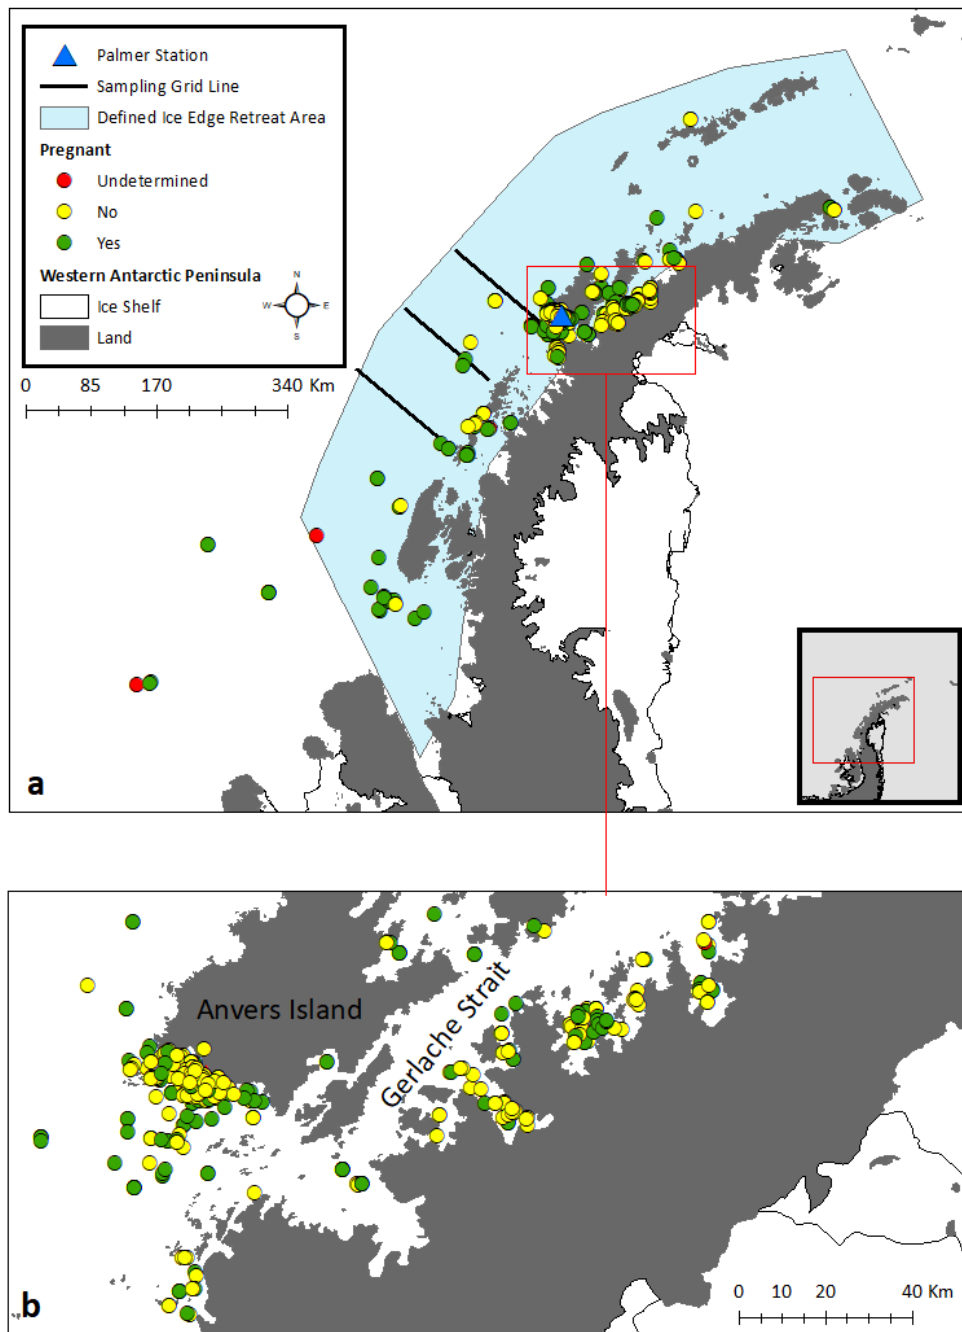 Palmer Station
Sampling Grid Line
Defined Ice Edge Retreat Area
Pregnant
Undetermined
No
Yes
Western Antarctic Peninsula
Ice Shelf
Land
N
W E
S
0 85 170 340 Km
a
Anvers Island
Gerlache Strait
b
0 10 20 40 Km